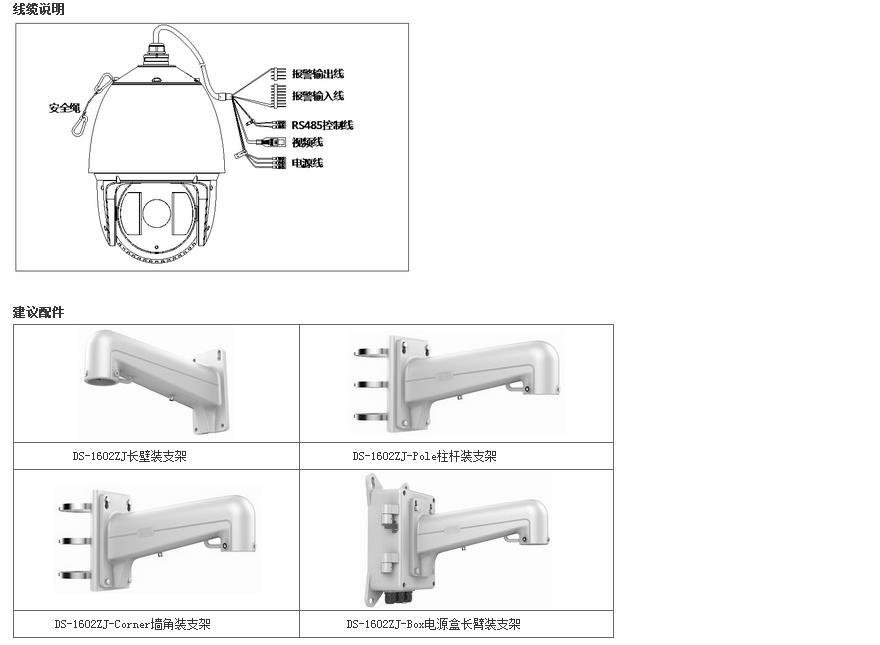 线缆说明
报警输出线
报警输入线
安全绳
RS485控制线
视频线
电源线
建议配件
DS-1602ZJ长壁装支架
DS-1602ZJ-Pole柱杆装支架
DS-1602ZJ-Corner墙角装支架
DS-1602ZJ-Box电源盒长臂装支架